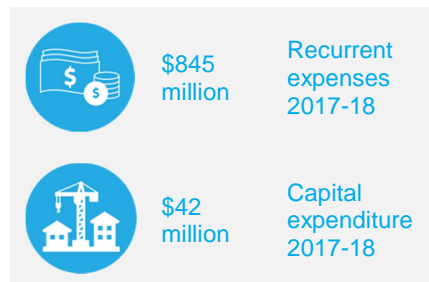 $
$
$845
million
Recurrent
expenses
2017-18
$42
million
Capital
expenditure
2017-18